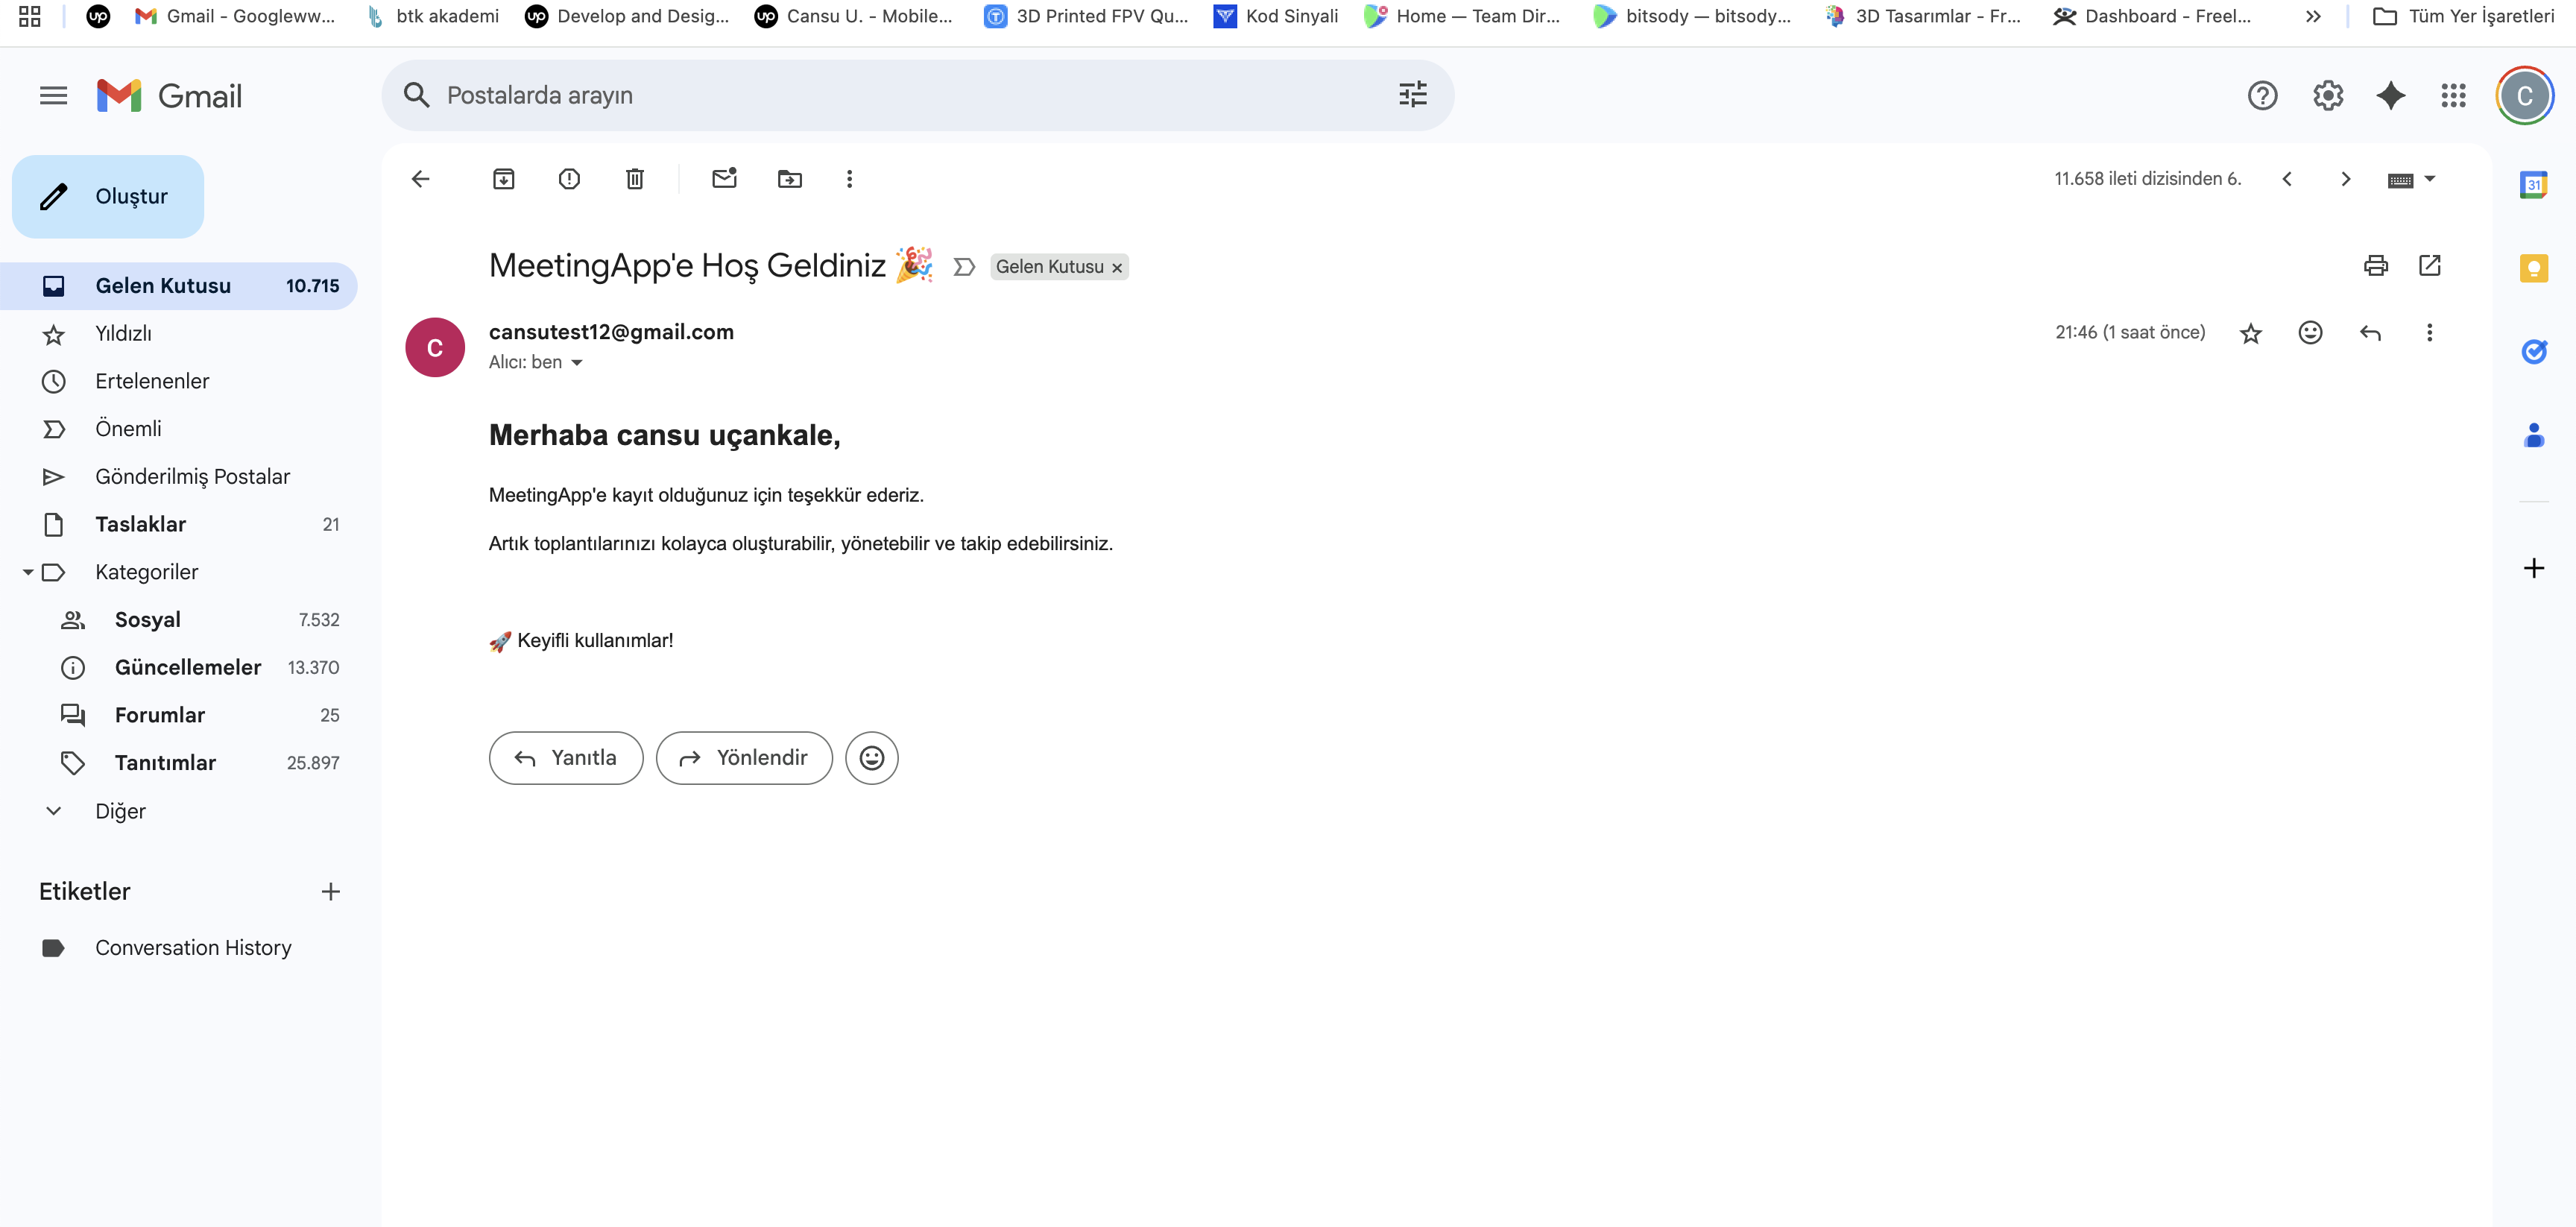 Gmail - Googleww...
btk akademi
Develop and Desig...
Cansu U. - Mobile...
3D Printed FPV Qu...
Kod Sinyali
Home — Team Dir...
bitsody — bitsody...
3D Tasarımlar - Fr...
Dashboard - Freel...
Tüm Yer İşaretleri
Gmail
Postalarda arayın
C
Oluştur
11.658 ileti dizisinden 6.
31
Gelen Kutusu 10.715
Yıldızlı
Ertelenenler
Önemli
Gönderilmiş Postalar
Taslaklar 21
Kategoriler
Sosyal 7.532
Güncellemeler 13.370
Forumlar 25
Tanıtımlar 25.897
Diğer
Etiketler
Conversation History
MeetingApp'e Hoş Geldiniz 🎉 Gelen Kutusu ×
C
cansutest12@gmail.com
21:46 (1 saat önce)
Alıcı: ben
Merhaba cansu uçankale,
MeetingApp'e kayıt olduğunuz için teşekkür ederiz.
Artık toplantılarınızı kolayca oluşturabilir, yönetebilir ve takip edebilirsiniz.
🚀 Keyifli kullanımlar!
Yanıtla
Yönlendir